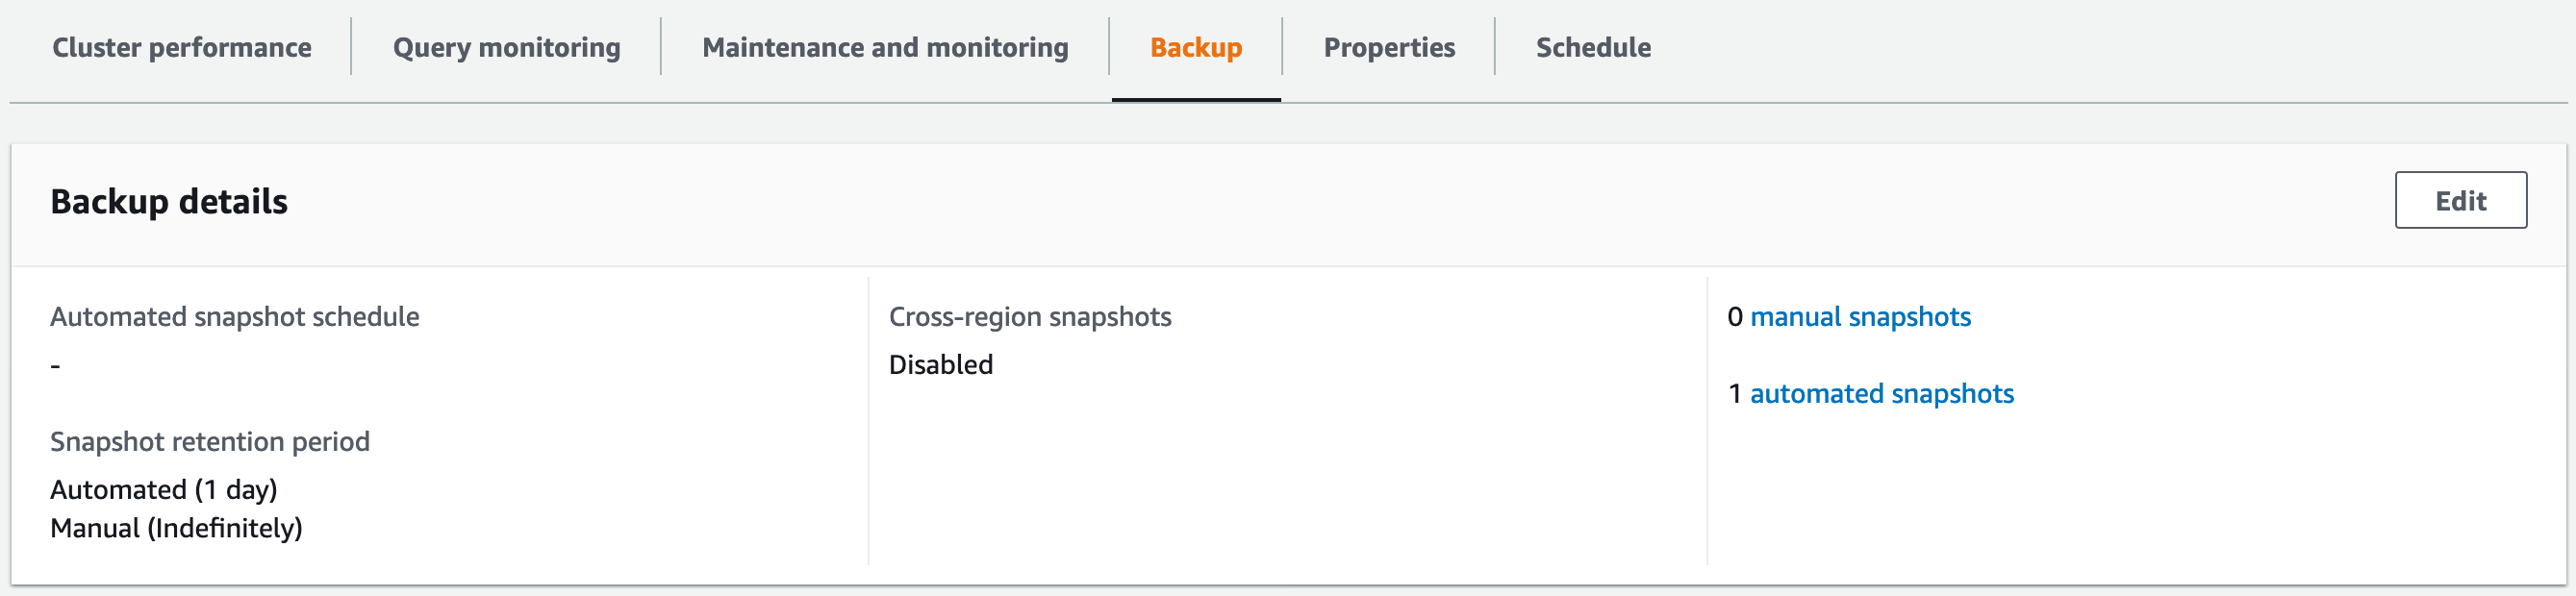 Cluster performance
Query monitoring
Maintenance and monitoring
Backup
Properties
Schedule
Backup details
Edit
Automated snapshot schedule
-
Snapshot retention period
Automated (1 day)
Manual (Indefinitely)
Cross-region snapshots
Disabled
0 manual snapshots
1 automated snapshots